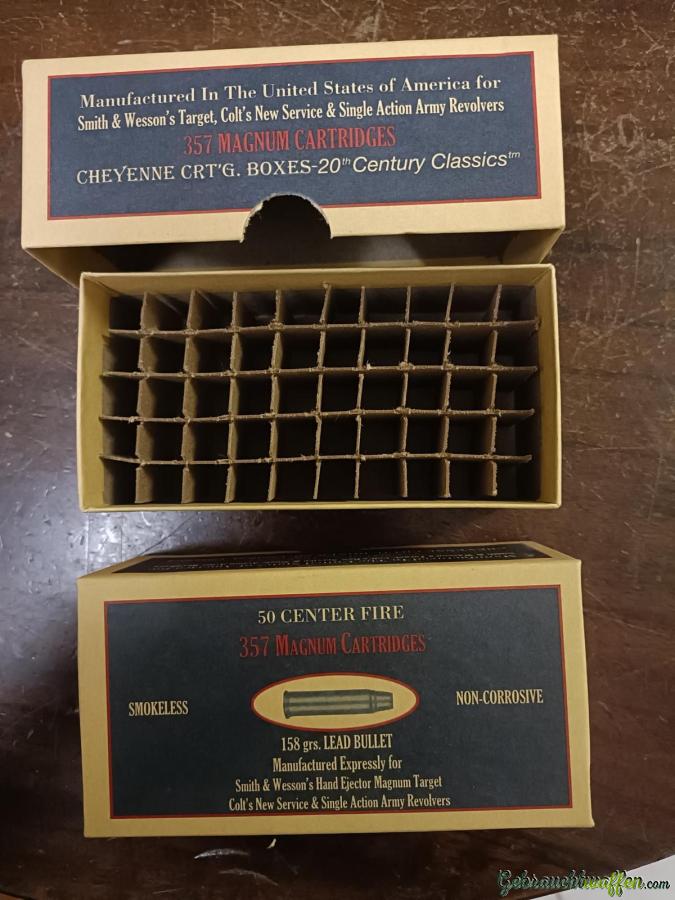 Manufactured In The United States of America for
Smith & Wesson's Target, Colt's New Service & Single Action Army Revolvers
357 MAGNUM CARTRIDGES
CHEYENNE CRT'G. BOXES-20th Century Classics™
50 CENTER FIRE
357 MAGNUM CARTRIDGES
SMOKELESS
NON-CORROSIVE
158 grs. LEAD BULLET
Manufactured Expressly for
Smith & Wesson's Hand Ejector Magnum Target
Colt's New Service & Single Action Army Revolvers
Gebrauchtwaffen.com